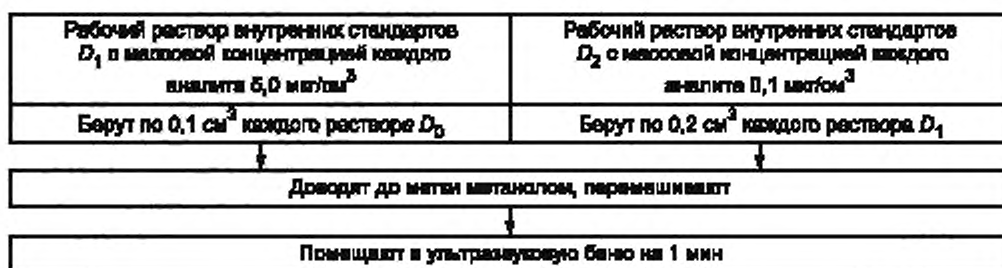 Рабочий раствор внутренних стандартов
D₁ с массовой концентрацией каждого
аналита 5,0 мкг/см³
Рабочий раствор внутренних стандартов
D₂ с массовой концентрацией каждого
аналита 0,1 мкг/см³
Берут по 0,1 см³ каждого раствора D₀
Берут по 0,2 см³ каждого раствора D₁
Доводят до метки метанолом, перемешивают
Помещают в ультразвуковую баню на 1 мин